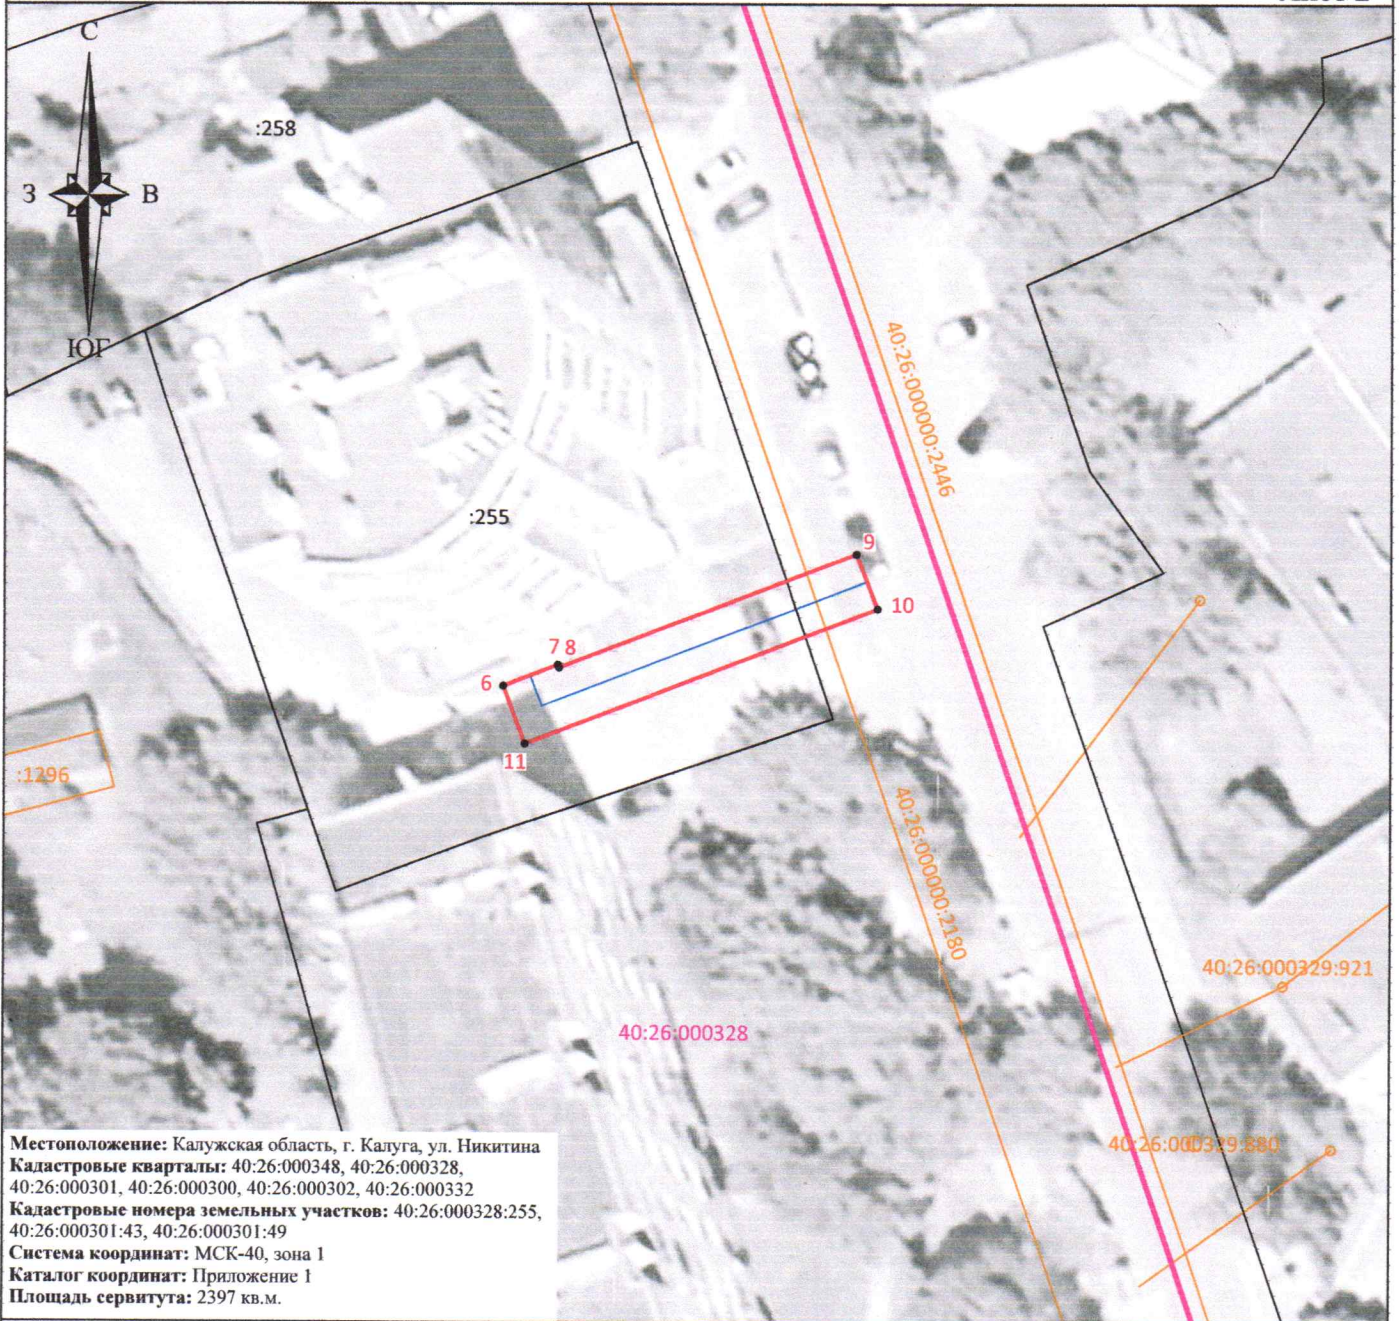 С
:258
З
В
ЮГ
40:26:000000:2446
:255
9
10
7 8
6
11
:1296
40:26:000000:2180
40:26:000329:921
40:26:000328
40:26:000329:880
Местоположение: Калужская область, г. Калуга, ул. Никитина
Кадастровые кварталы: 40:26:000348, 40:26:000328,
40:26:000301, 40:26:000300, 40:26:000302, 40:26:000332
Кадастровые номера земельных участков: 40:26:000328:255,
40:26:000301:43, 40:26:000301:49
Система координат: МСК-40, зона 1
Каталог координат: Приложение 1
Площадь сервитута: 2397 кв.м.